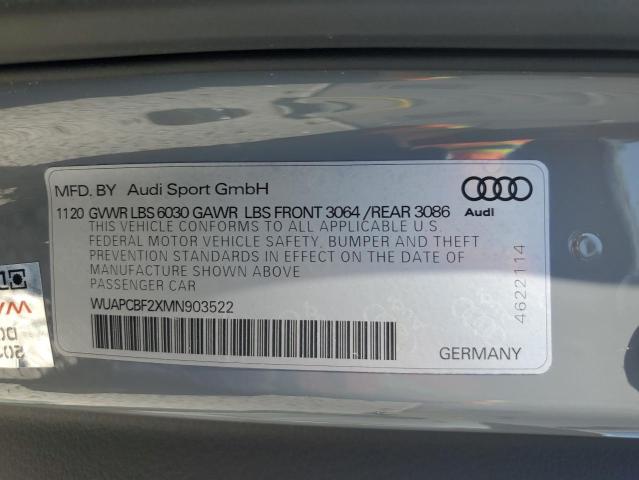 MFD. BY Audi Sport GmbH
Audi
1120 GVWR LBS 6030 GAWR LBS FRONT 3064 /REAR 3086
THIS VEHICLE CONFORMS TO ALL APPLICABLE U.S.
FEDERAL MOTOR VEHICLE SAFETY, BUMPER AND THEFT
PREVENTION STANDARDS IN EFFECT ON THE DATE OF
MANUFACTURE SHOWN ABOVE
PASSENGER CAR
WUAPCBF2XMN903522
GERMANY
4622114